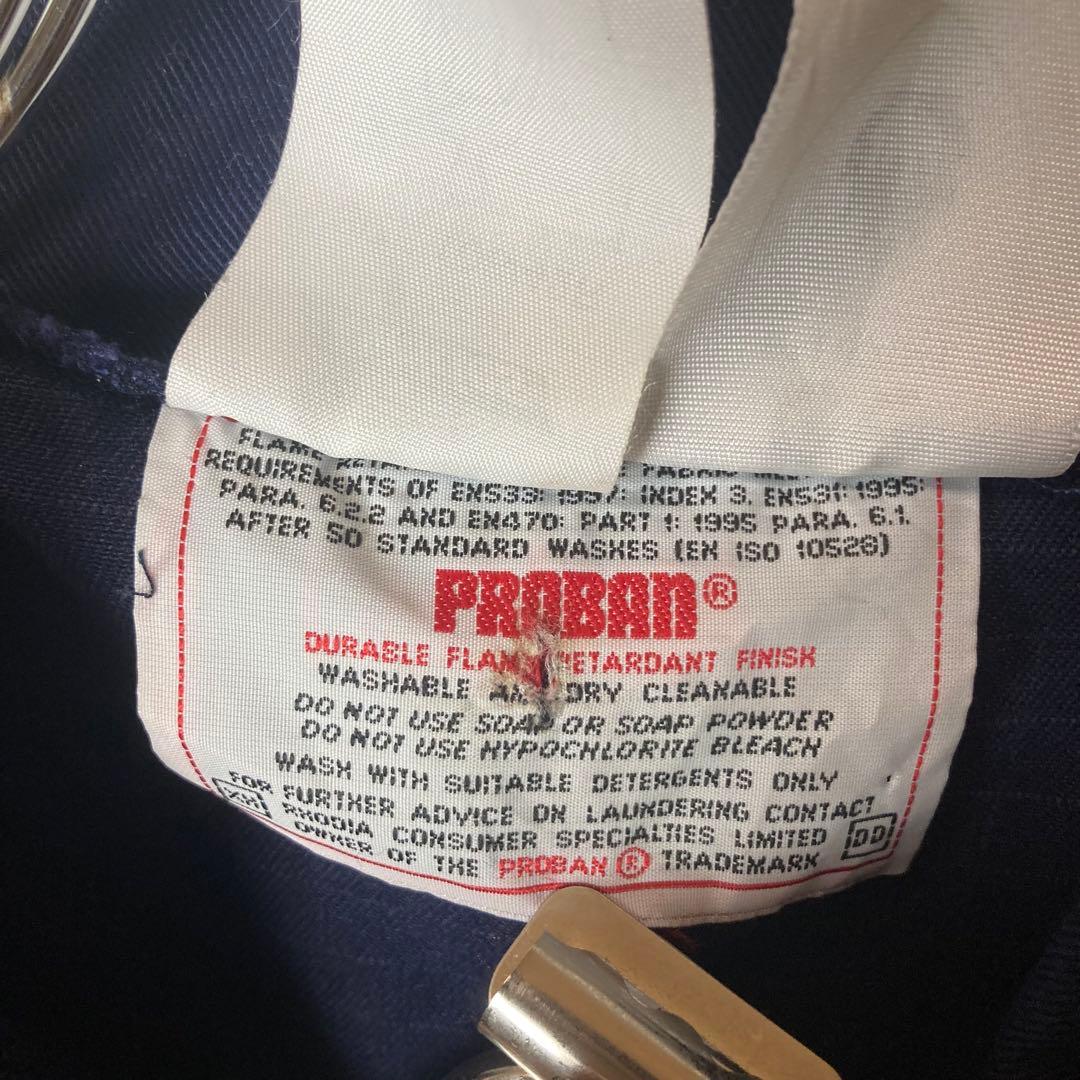 FLAME
REQUIREMENTS OF EN533: 1997: INDEX 3. EN531: 1995:
PARA. 6.2.2 AND EN470: PART 1: 1995 PARA. 6.1.
AFTER 50 STANDARD WASHES (EN ISO 10528)
PROBAN®
DURABLE FLAME RETARDANT FINISH
WASHABLE AND DRY CLEANABLE
DO NOT USE SOAP OR SOAP POWDER
DO NOT USE HYPOCHLORITE BLEACH
WASH WITH SUITABLE DETERGENTS ONLY
FOR FURTHER ADVICE ON LAUNDERING CONTACT
RHODIA CONSUMER SPECIALTIES LIMITED
OWNER OF THE PROBAN® TRADEMARK
DD